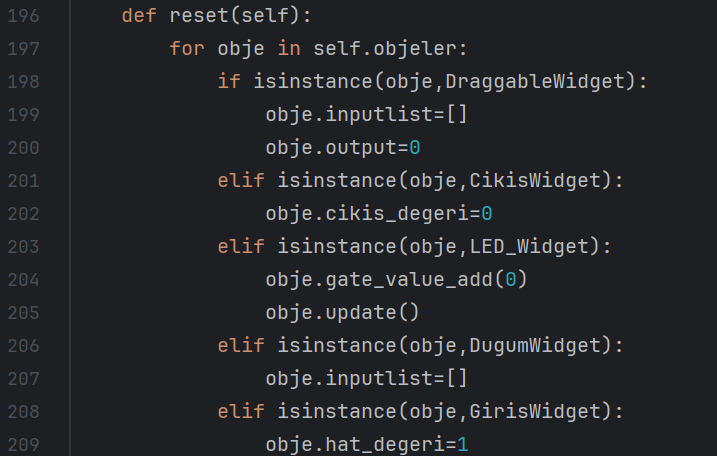 196 def reset(self):
197 for obje in self.objeler:
198 if isinstance(obje,DraggableWidget):
199 obje.inputlist=[]
200 obje.output=0
201 elif isinstance(obje,CikisWidget):
202 obje.cikis_degeri=0
203 elif isinstance(obje,LED_Widget):
204 obje.gate_value_add(0)
205 obje.update()
206 elif isinstance(obje,DugumWidget):
207 obje.inputlist=[]
208 elif isinstance(obje,GirisWidget):
209 obje.hat_degeri=1